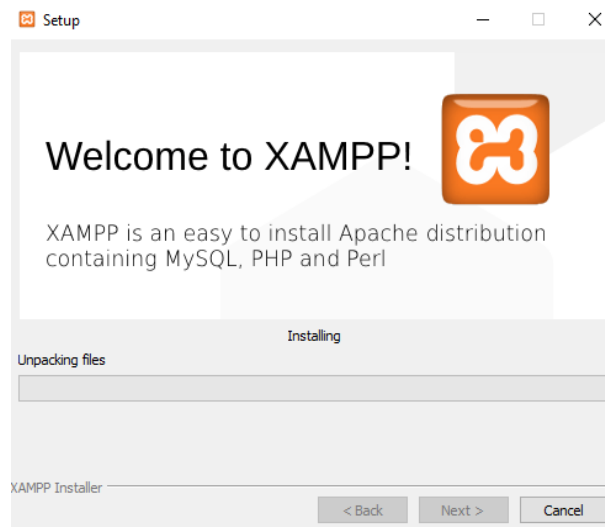 Setup
Welcome to XAMPP!
XAMPP is an easy to install Apache distribution
containing MySQL, PHP and Perl
Installing
Unpacking files
XAMPP Installer
< Back
Next >
Cancel